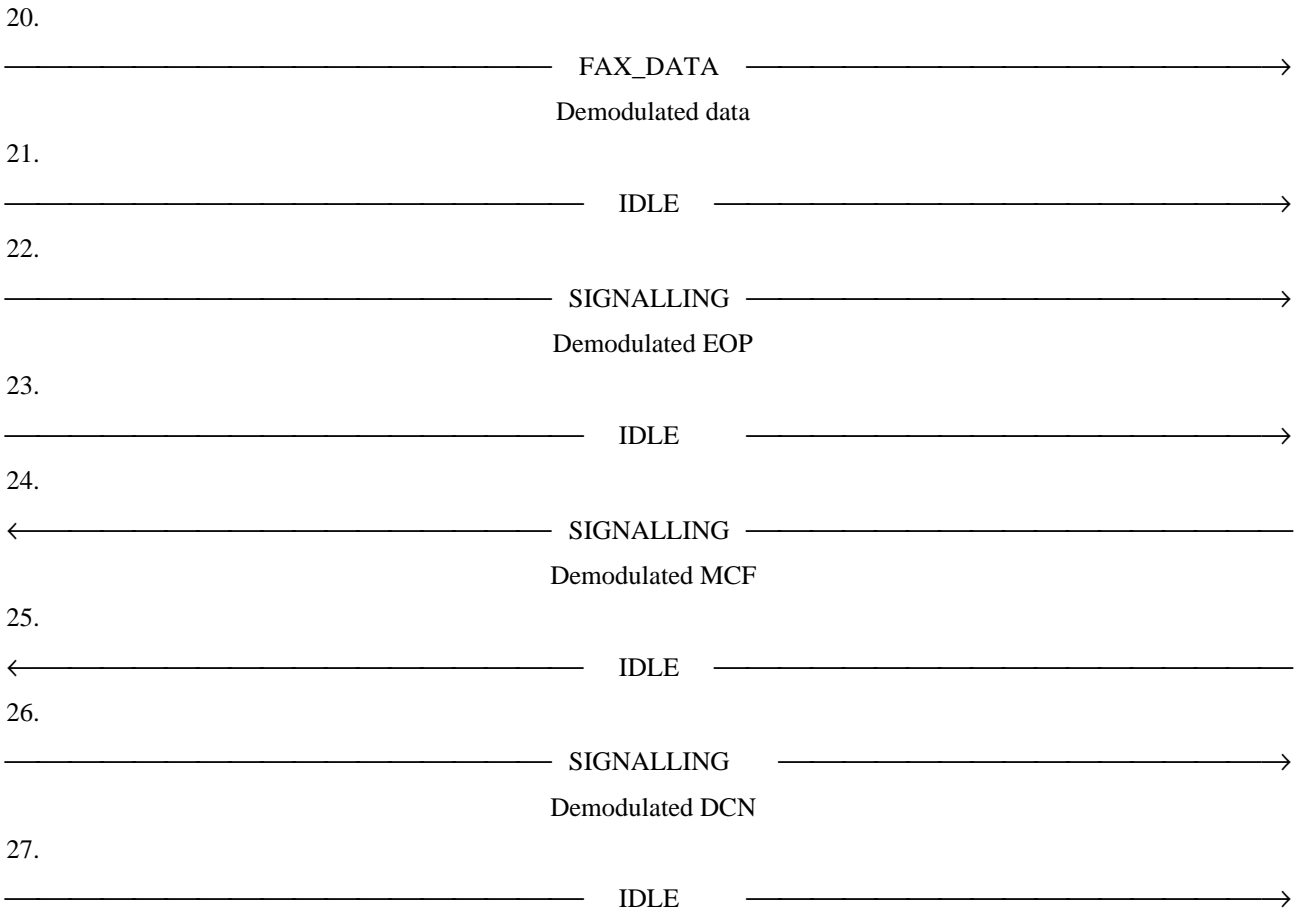 20.
FAX_DATA
Demodulated data
21.
IDLE
22.
SIGNALLING
Demodulated EOP
23.
IDLE
24.
SIGNALLING
Demodulated MCF
25.
IDLE
26.
SIGNALLING
Demodulated DCN
27.
IDLE